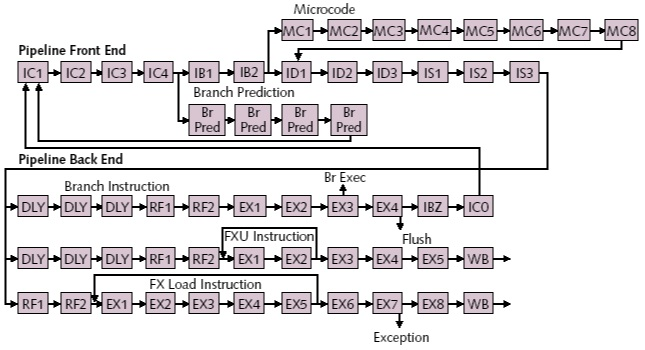 Microcode
MC1 MC2 MC3 MC4 MC5 MC6 MC7 MC8
Pipeline Front End
IC1 IC2 IC3 IC4 IB1 IB2 ID1 ID2 ID3 IS1 IS2 IS3
Branch Prediction
Br Pred Br Pred Br Pred Br Pred
Pipeline Back End
Br Exec
Branch Instruction
DLY DLY DLY RF1 RF2 EX1 EX2 EX3 EX4 IBZ IC0
Flush
FXU Instruction
DLY DLY DLY RF1 RF2 EX1 EX2 EX3 EX4 EX5 WB
FX Load Instruction
RF1 RF2 EX1 EX2 EX3 EX4 EX5 EX6 EX7 EX8 WB
Exception